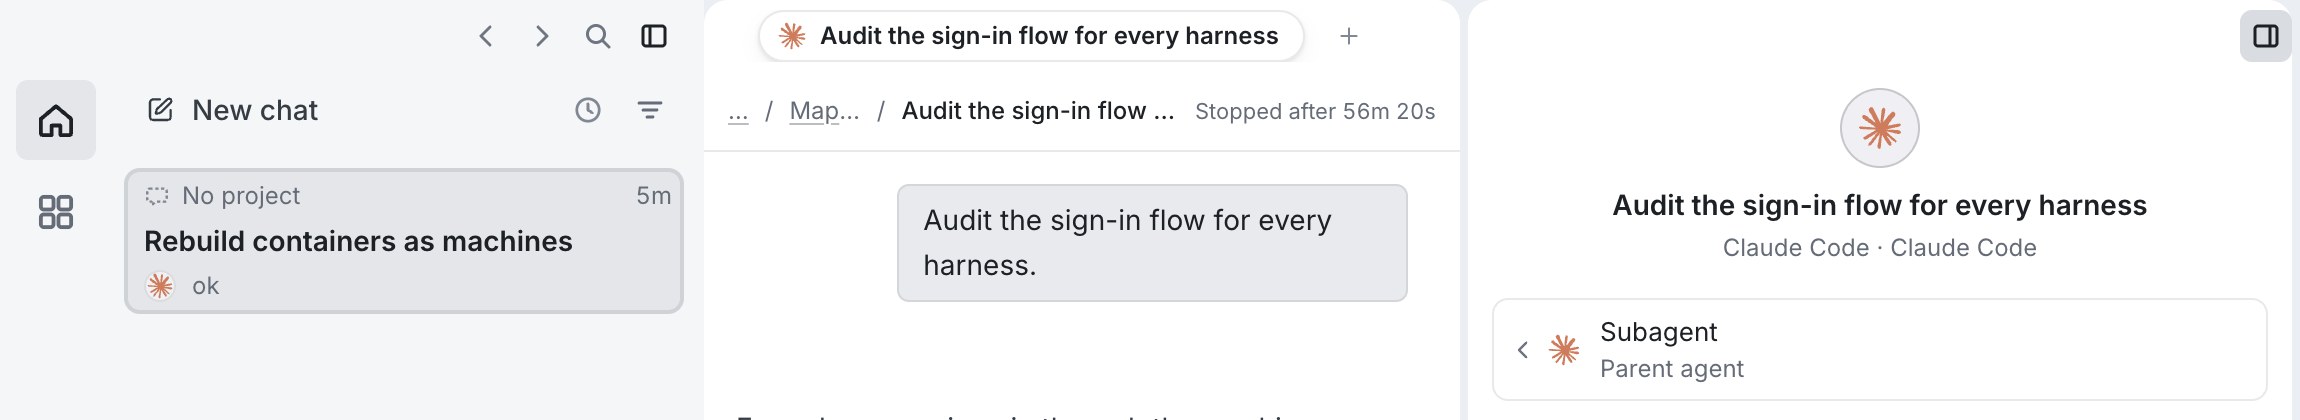 Audit the sign-in flow for every harness
New chat
... / Map... / Audit the sign-in flow ... Stopped after 56m 20s
No project 5m
Rebuild containers as machines
ok
Audit the sign-in flow for every
harness.
Audit the sign-in flow for every harness
Claude Code · Claude Code
Subagent
Parent agent